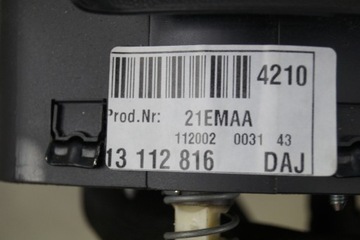 4210
Prod.Nr: 21EMAA
112002 0031 43
13 112 816 DAJ